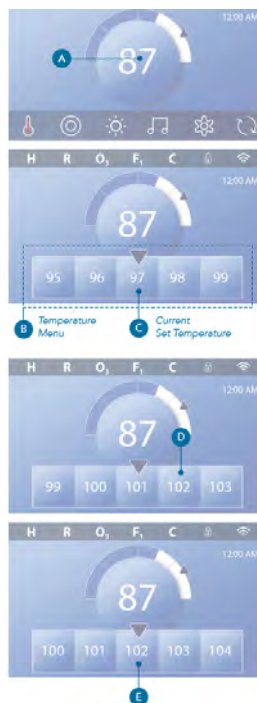 12:00 AM
A
87
H R O₃ F₁ C
12:00 AM
87
95 96 97 98 99
B Temperature Menu
C Current Set Temperature
H R O₃ F₁ C
12:00 AM
87
D
99 100 101 102 103
H R O₃ F₁ C
12:00 AM
87
100 101 102 103 104
E